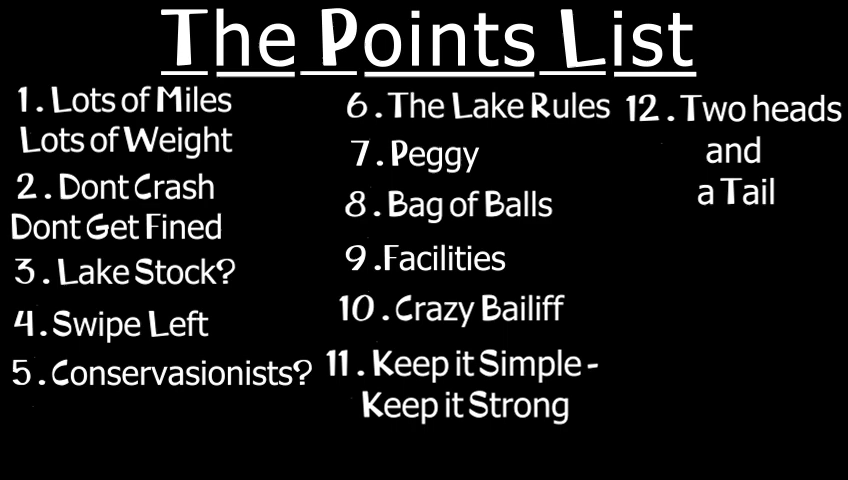 The Points List
1. Lots of Miles
Lots of Weight
2. Dont Crash
Dont Get Fined
3. Lake Stock?
4. Swipe Left
5. Conservasionists?
6. The Lake Rules
7. Peggy
8. Bag of Balls
9. Facilities
10. Crazy Bailiff
11. Keep it Simple -
Keep it Strong
12. Two heads
and
a Tail